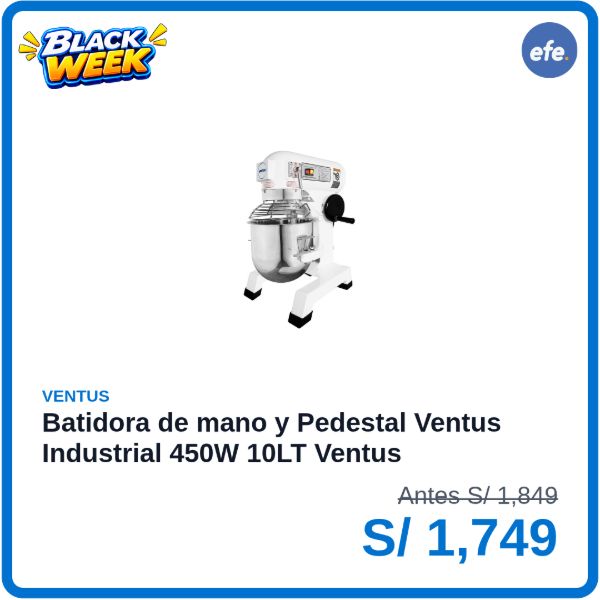 BLACK
WEEK
efe.
VENTUS
Batidora de mano y Pedestal Ventus
Industrial 450W 10LT Ventus
Antes S/ 1,849
S/ 1,749